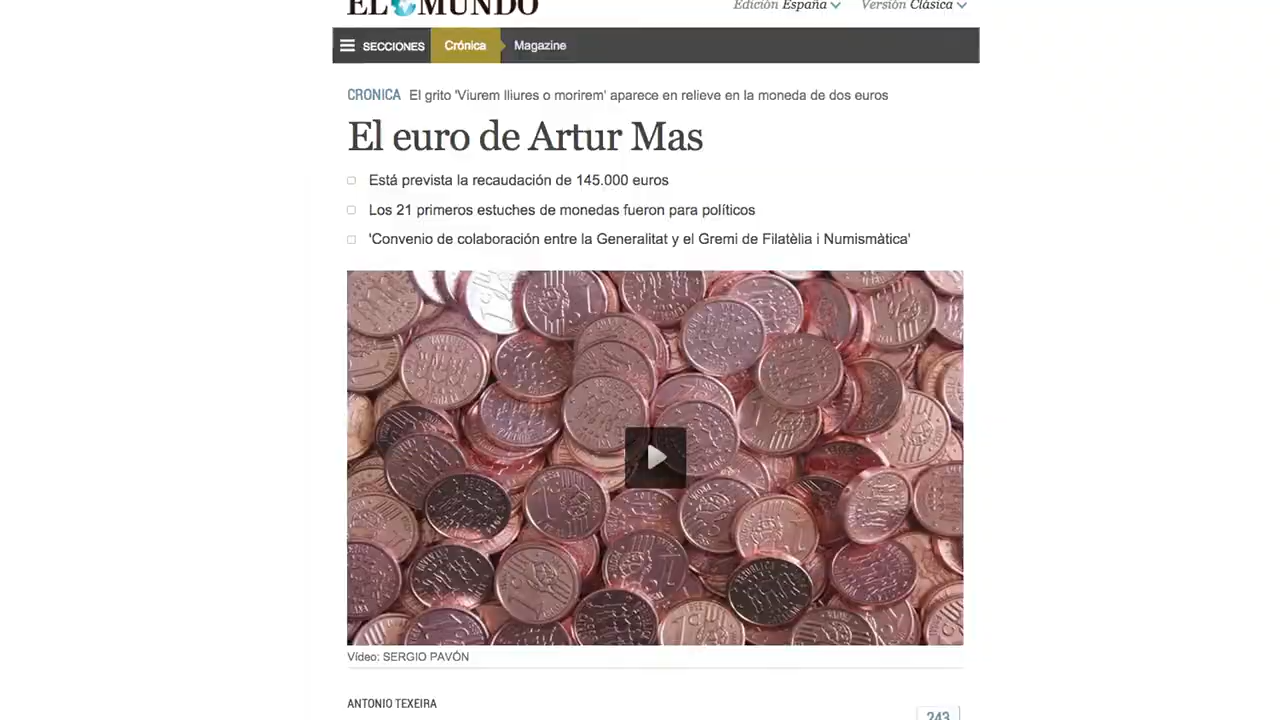 EL MUNDO
Edición España Versión Clásica
SECCIONES Crónica Magazine
CRONICA El grito 'Viurem lliures o morirem' aparece en relieve en la moneda de dos euros
El euro de Artur Mas
Está prevista la recaudación de 145.000 euros
Los 21 primeros estuches de monedas fueron para políticos
'Convenio de colaboración entre la Generalitat y el Gremi de Filatèlia i Numismàtica'
Vídeo: SERGIO PAVÓN
ANTONIO TEXEIRA
243